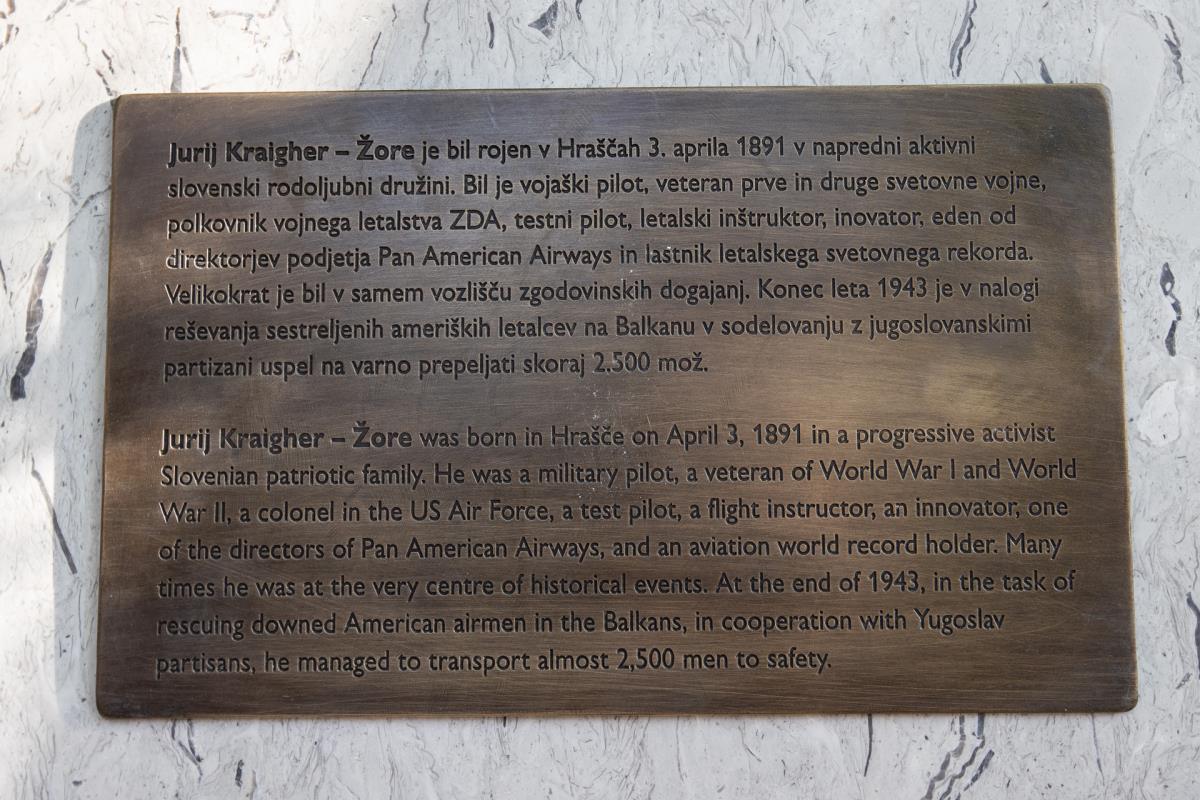 Jurij Kraigher – Žore je bil rojen v Hraščah 3. aprila 1891 v napredni aktivni
slovenski rodoljubni družini. Bil je vojaški pilot, veteran prve in druge svetovne vojne,
polkovnik vojnega letalstva ZDA, testni pilot, letalski inštruktor, inovator, eden od
direktorjev podjetja Pan American Airways in lastnik letalskega svetovnega rekorda.
Velikokrat je bil v samem vozlišču zgodovinskih dogajanj. Konec leta 1943 je v nalogi
reševanja sestreljenih ameriških letalcev na Balkanu v sodelovanju z jugoslovanskimi
partizani uspel na varno prepeljati skoraj 2.500 mož.
Jurij Kraigher – Žore was born in Hrašče on April 3, 1891 in a progressive activist
Slovenian patriotic family. He was a military pilot, a veteran of World War I and World
War II, a colonel in the US Air Force, a test pilot, a flight instructor, an innovator, one
of the directors of Pan American Airways, and an aviation world record holder. Many
times he was at the very centre of historical events. At the end of 1943, in the task of
rescuing downed American airmen in the Balkans, in cooperation with Yugoslav
partisans, he managed to transport almost 2,500 men to safety.